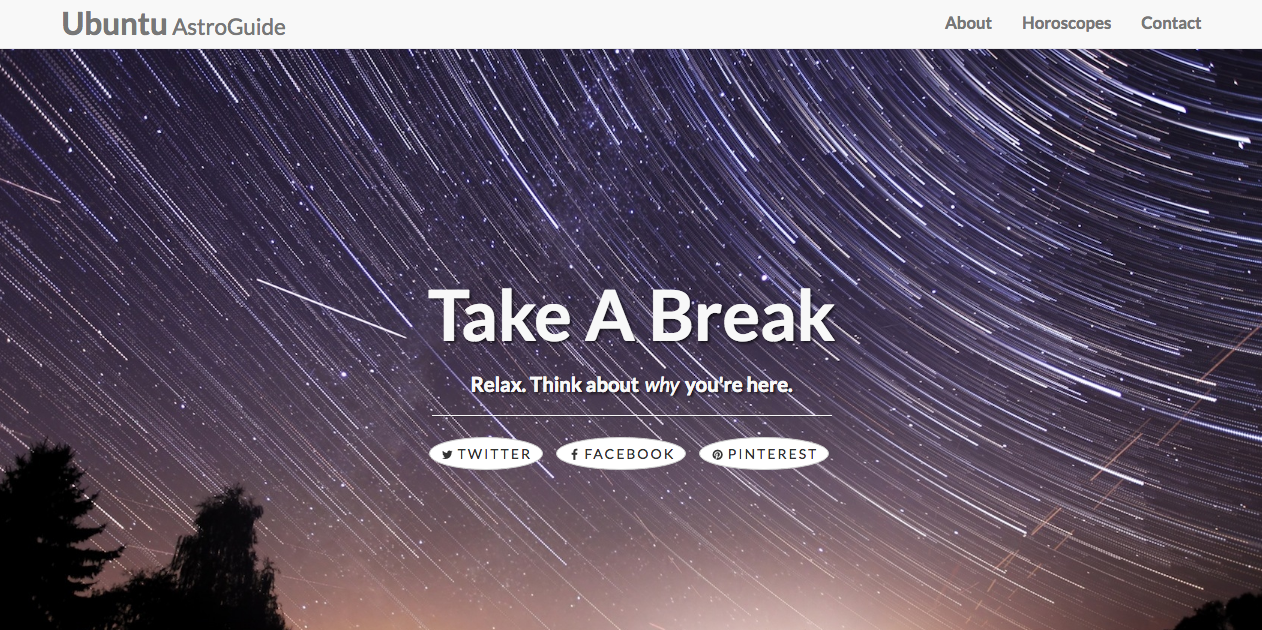 Ubuntu AstroGuide
About Horoscopes Contact
Take A Break
Relax. Think about why you're here.
TWITTER FACEBOOK PINTEREST